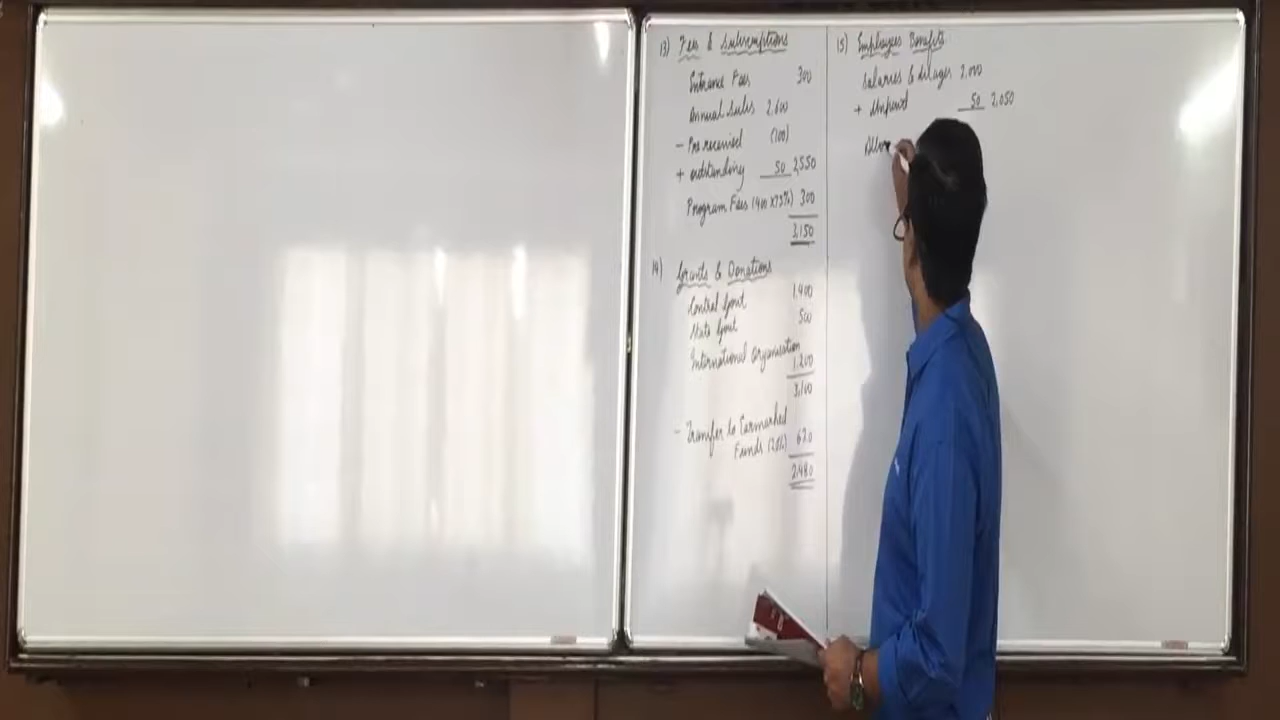 13) Fees & Subscriptions
Entrance Fees 300
Annual Subs 2,600
- Pre received (100)
+ outstanding 50 2,550
Program Fees (400 x 75%) 300
3,150
14) Grants & Donations
Central Govt 1,400
State Govt 500
International Organisation
1,200
3,100
- Transfer to Earmarked
Funds (20%) 620
2,480
15) Employees Benefits
Salaries & Wages 2,000
+ Unpaid 50 2,050